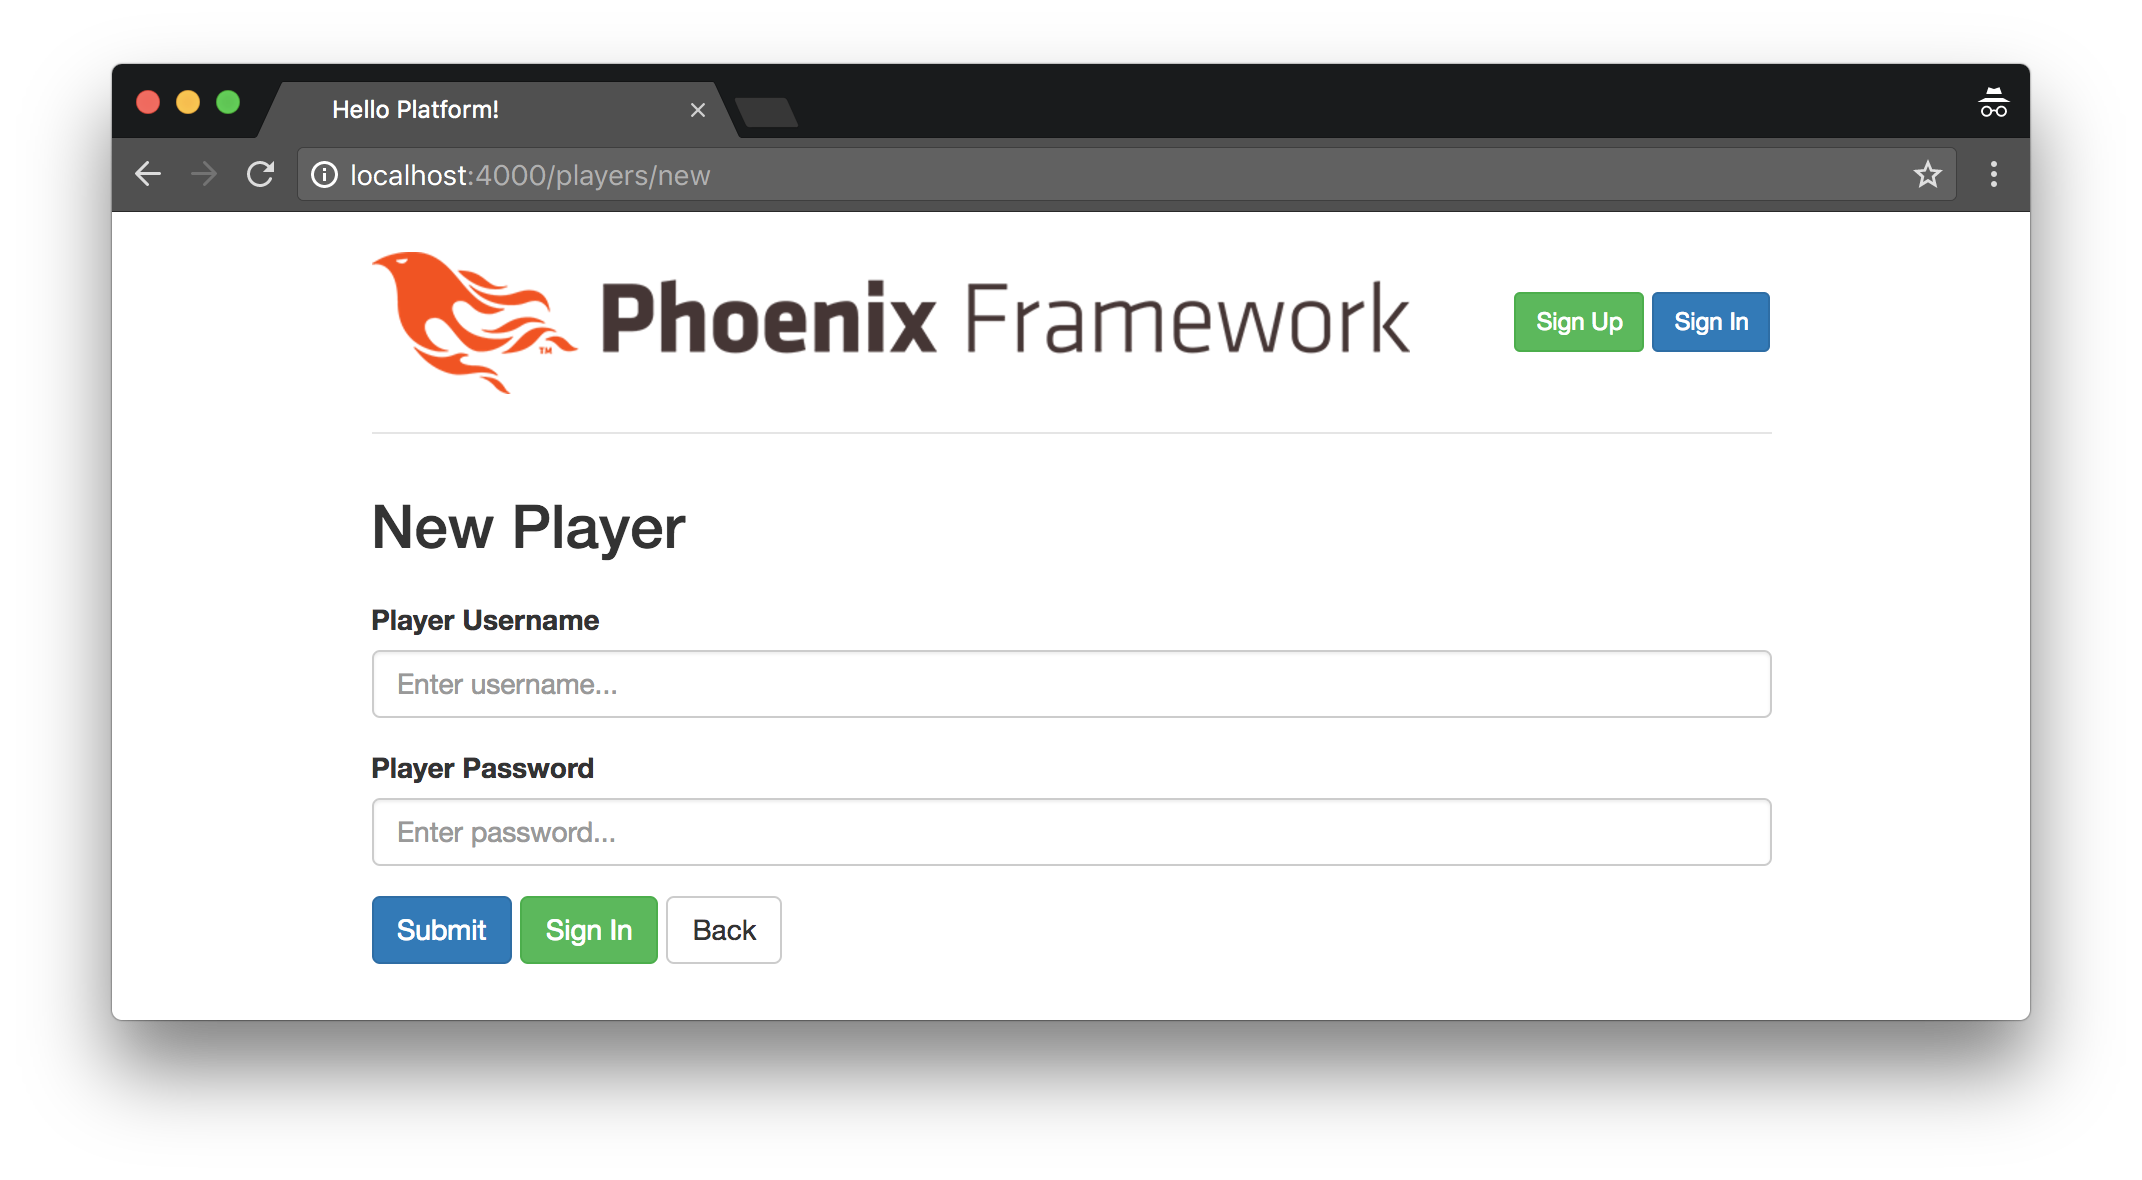 Hello Platform!
localhost:4000/players/new
Phoenix Framework
TM
Sign Up
Sign In
New Player
Player Username
Enter username...
Player Password
Enter password...
Submit
Sign In
Back